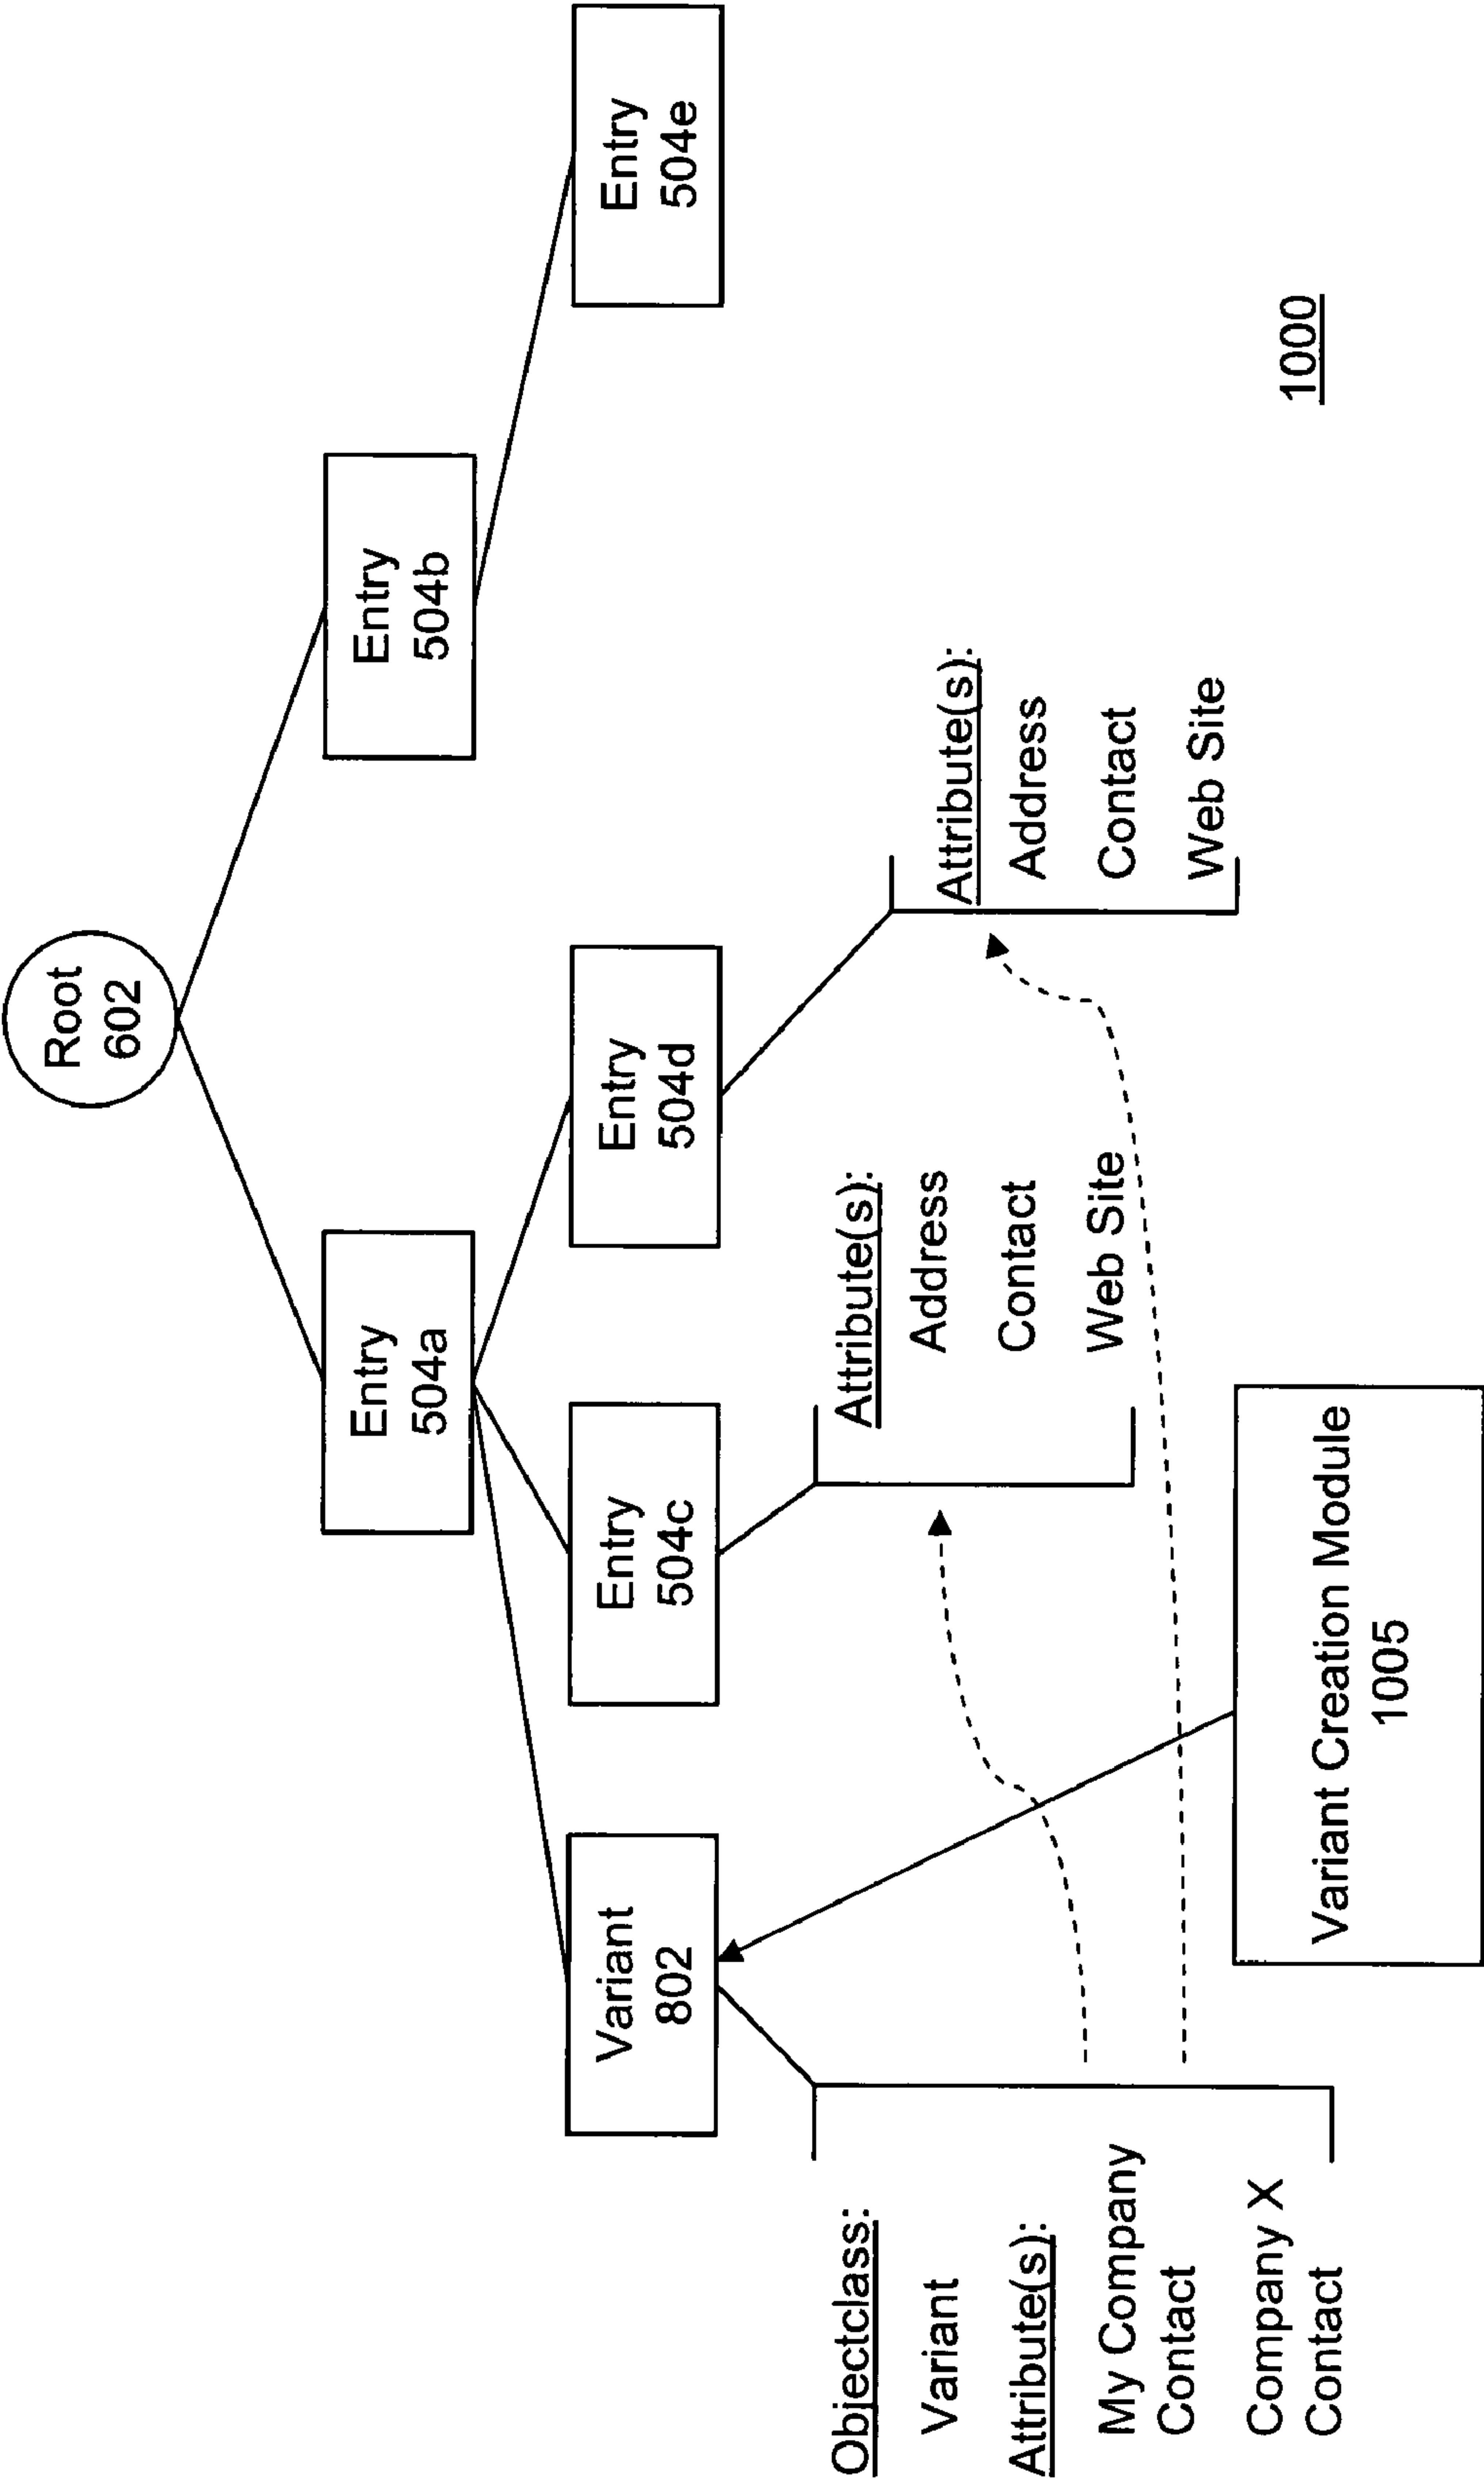 Root
602
Entry
504a
Entry
504b
Variant
802
Entry
504c
Entry
504d
Entry
504e
Objectclass:
Variant
Attribute(s):
My Company
Contact
Company X
Contact
Attribute(s):
Address
Contact
Web Site
Attribute(s):
Address
Contact
Web Site
Variant Creation Module
1005
1000